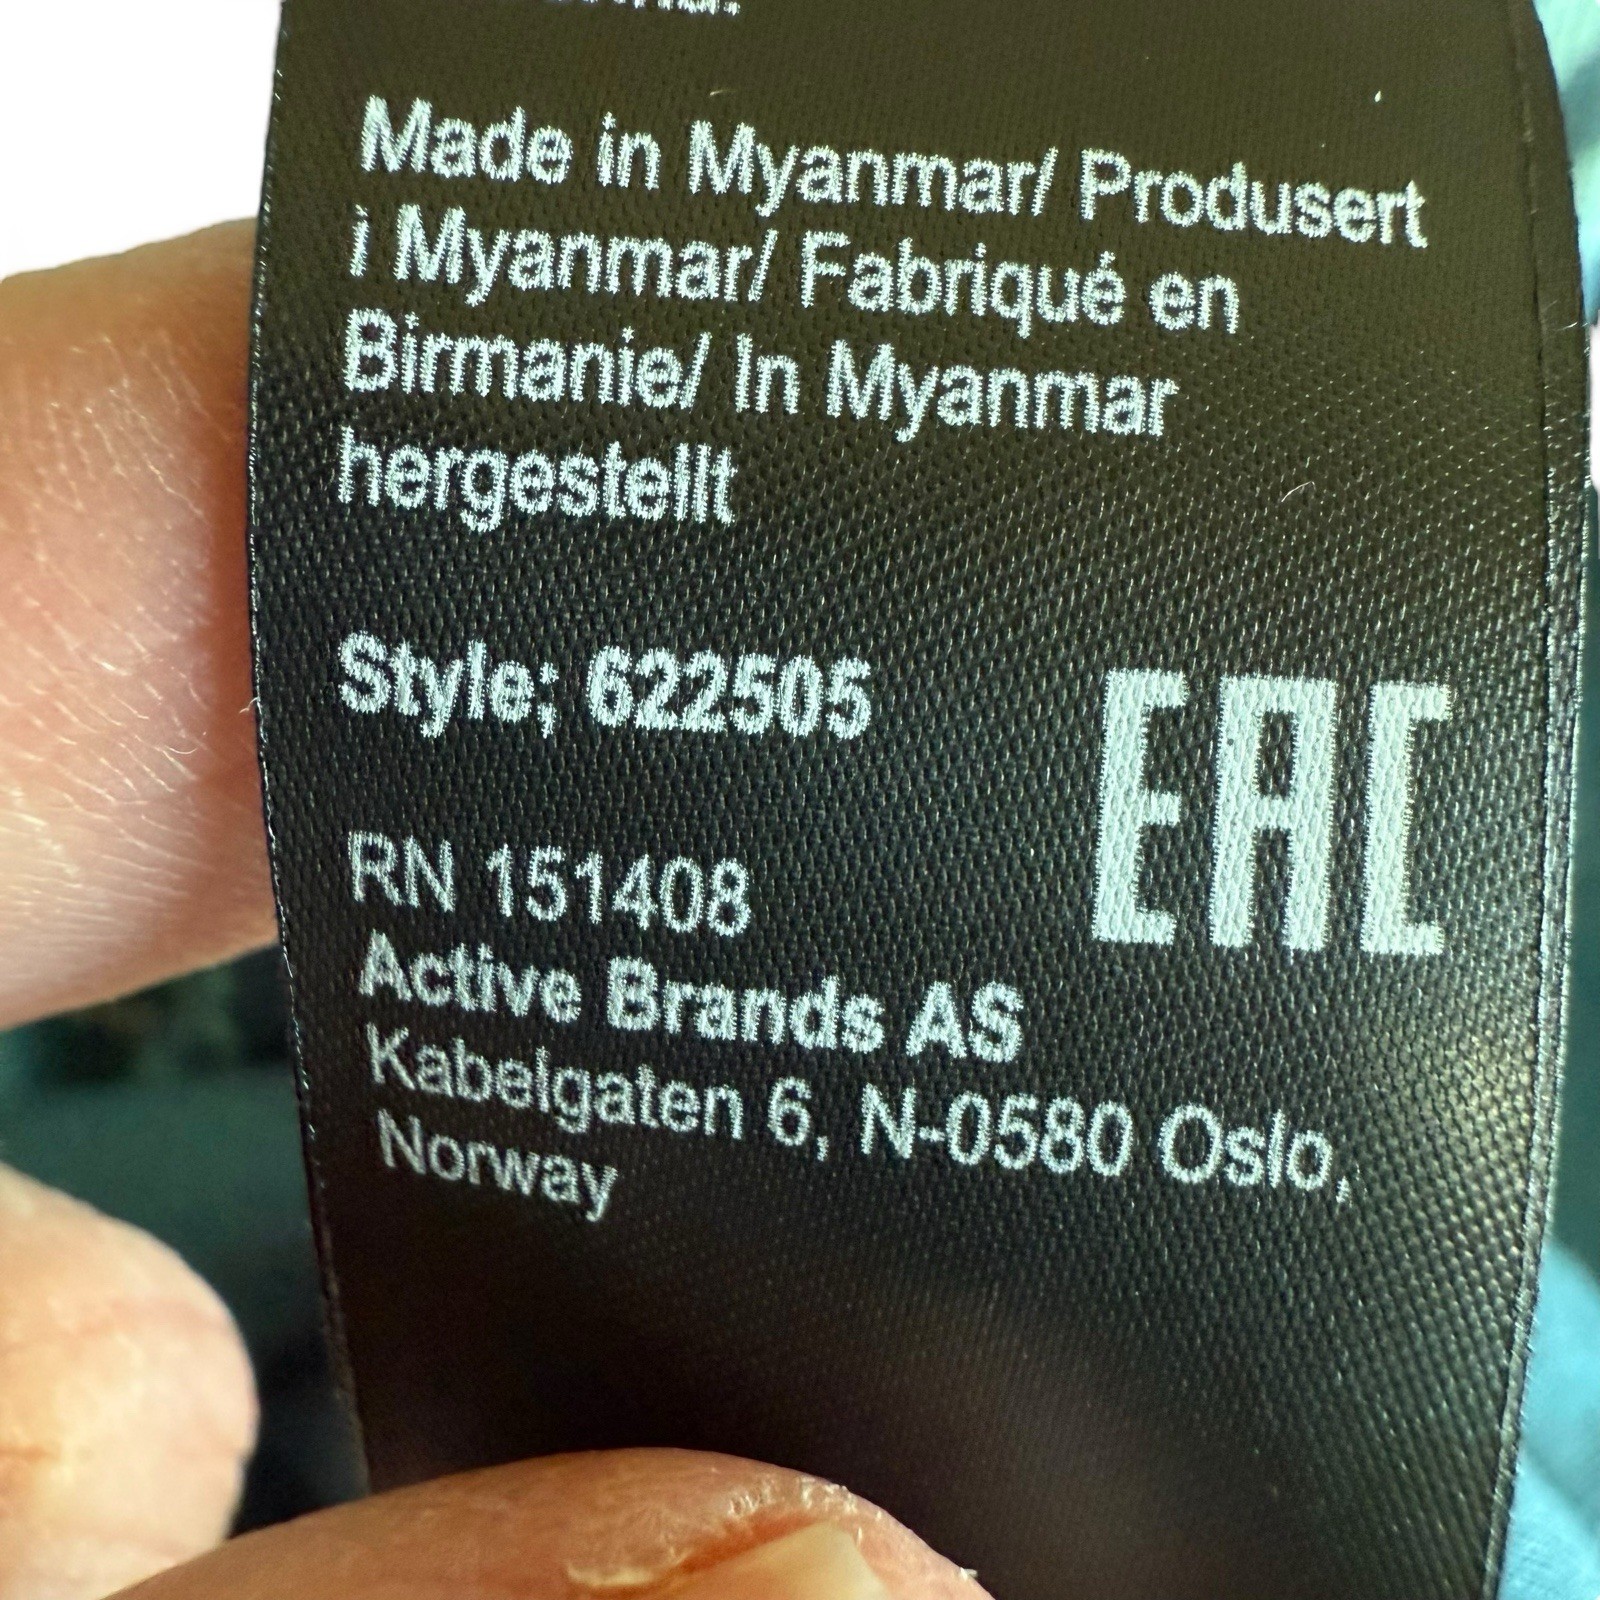 Made in Myanmar/ Produsert
i Myanmar/ Fabriqué en
Birmanie/ In Myanmar
hergestellt
Style; 622505
EAC
RN 151408
Active Brands AS
Kabelgaten 6, N-0580 Oslo,
Norway